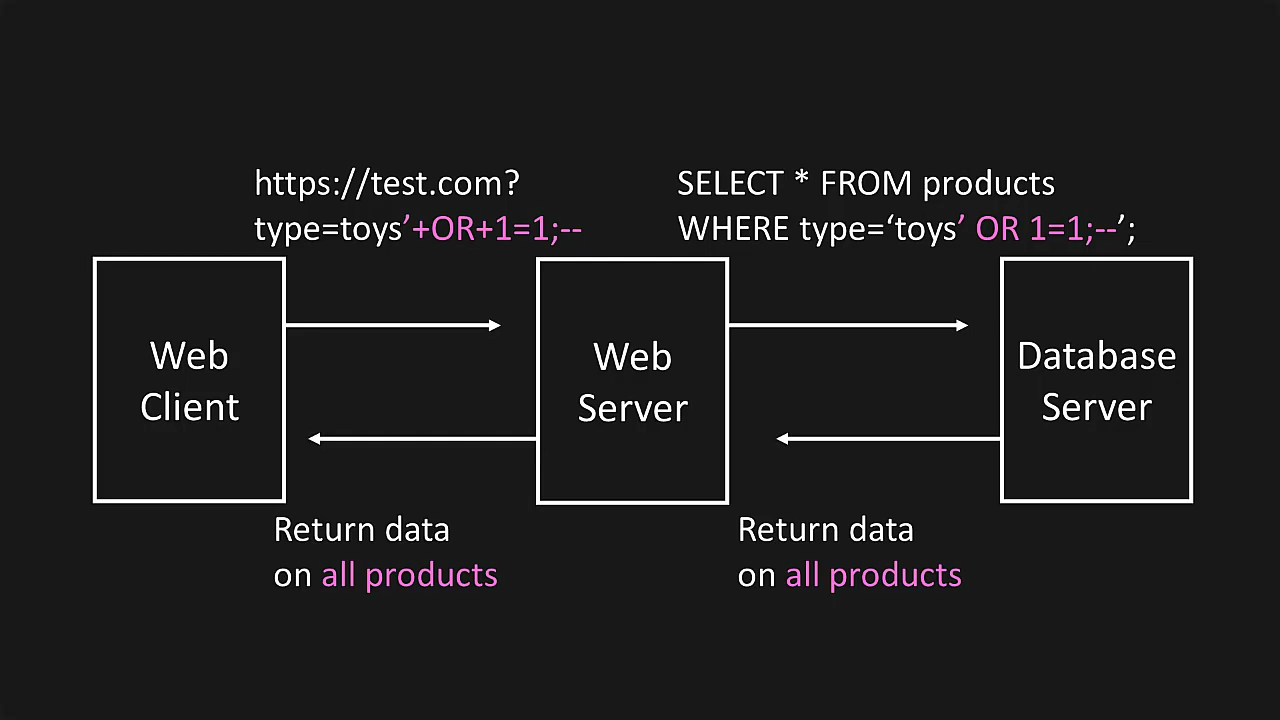 https://test.com?
type=toys’+OR+1=1;--
SELECT * FROM products
WHERE type=‘toys’ OR 1=1;--’;
Web
Client
Web
Server
Database
Server
Return data
on all products
Return data
on all products